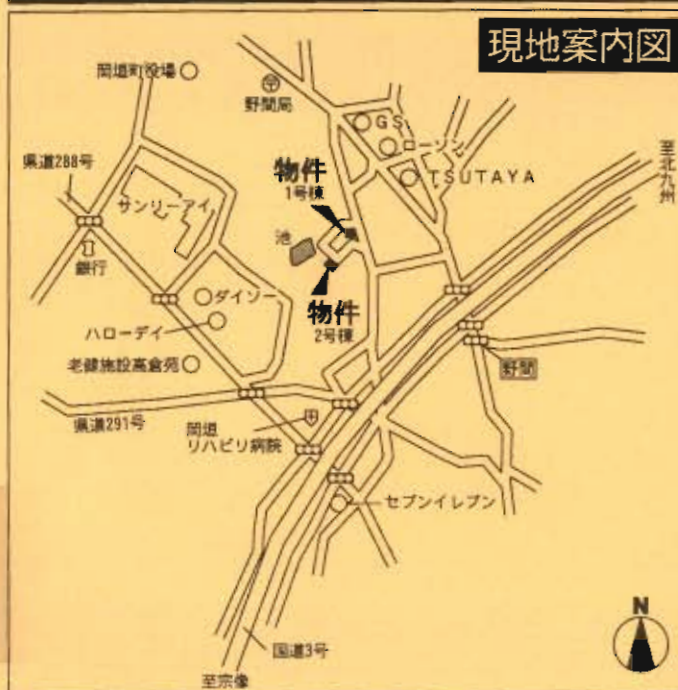 現地案内図
岡垣町役場
野間局
GS
ローソン
TSUTAYA
至北九州
県道288号
サンリーアイ
物件
1号棟
池
銀行
物件
2号棟
ダイソー
ハローデイ
老健施設高倉苑
野間
県道291号
岡垣
リハビリ病院
セブンイレブン
N
国道3号
至宗像